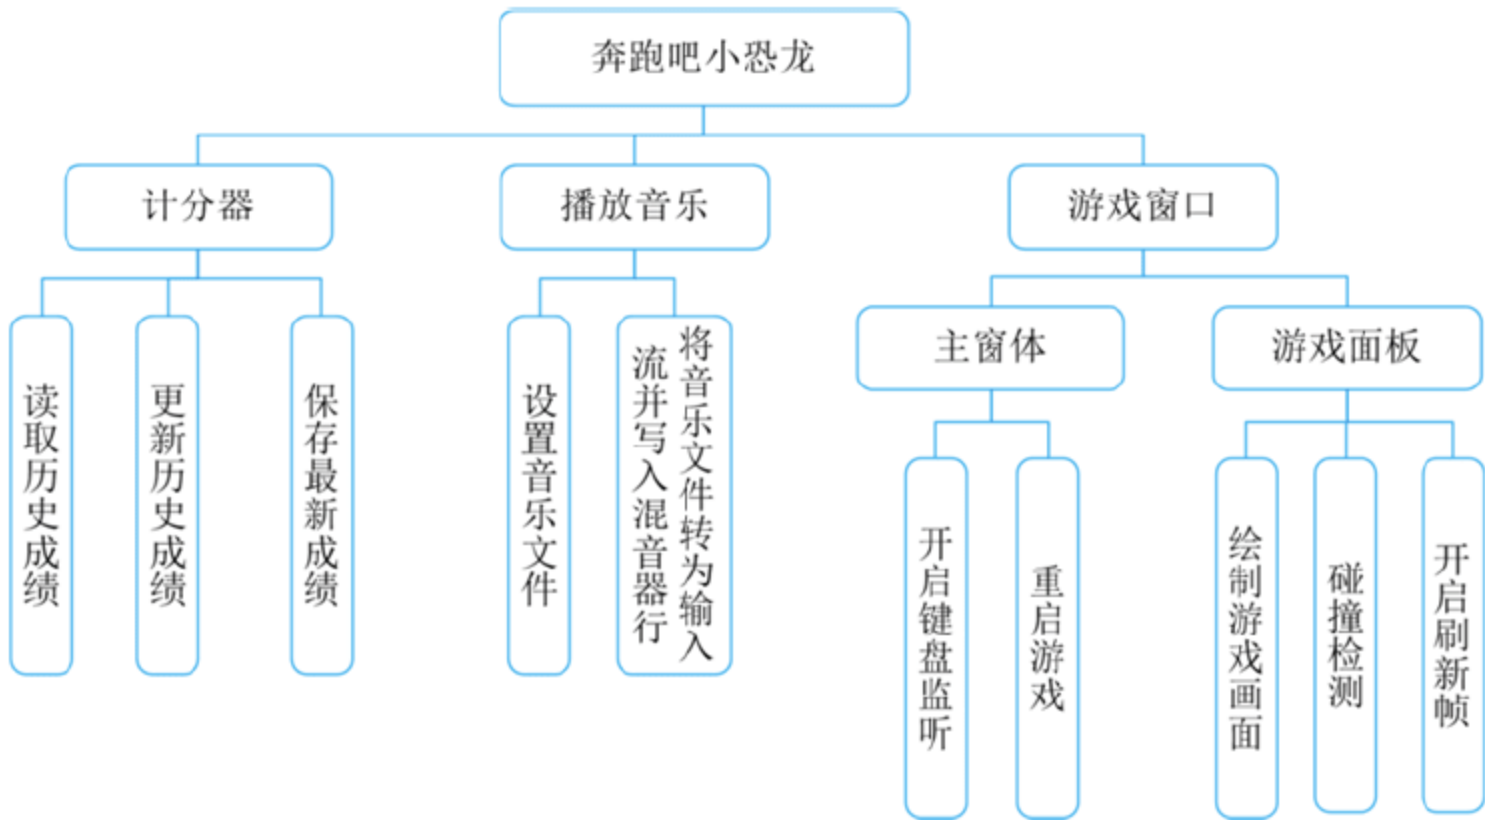 奔跑吧小恐龙
计分器
播放音乐
游戏窗口
主窗体
游戏面板
读取历史成绩
更新历史成绩
保存最新成绩
设置音乐文件
将音乐文件转为输入
流并写入混音器行
开启键盘监听
重启游戏
绘制游戏画面
碰撞检测
开启刷新帧